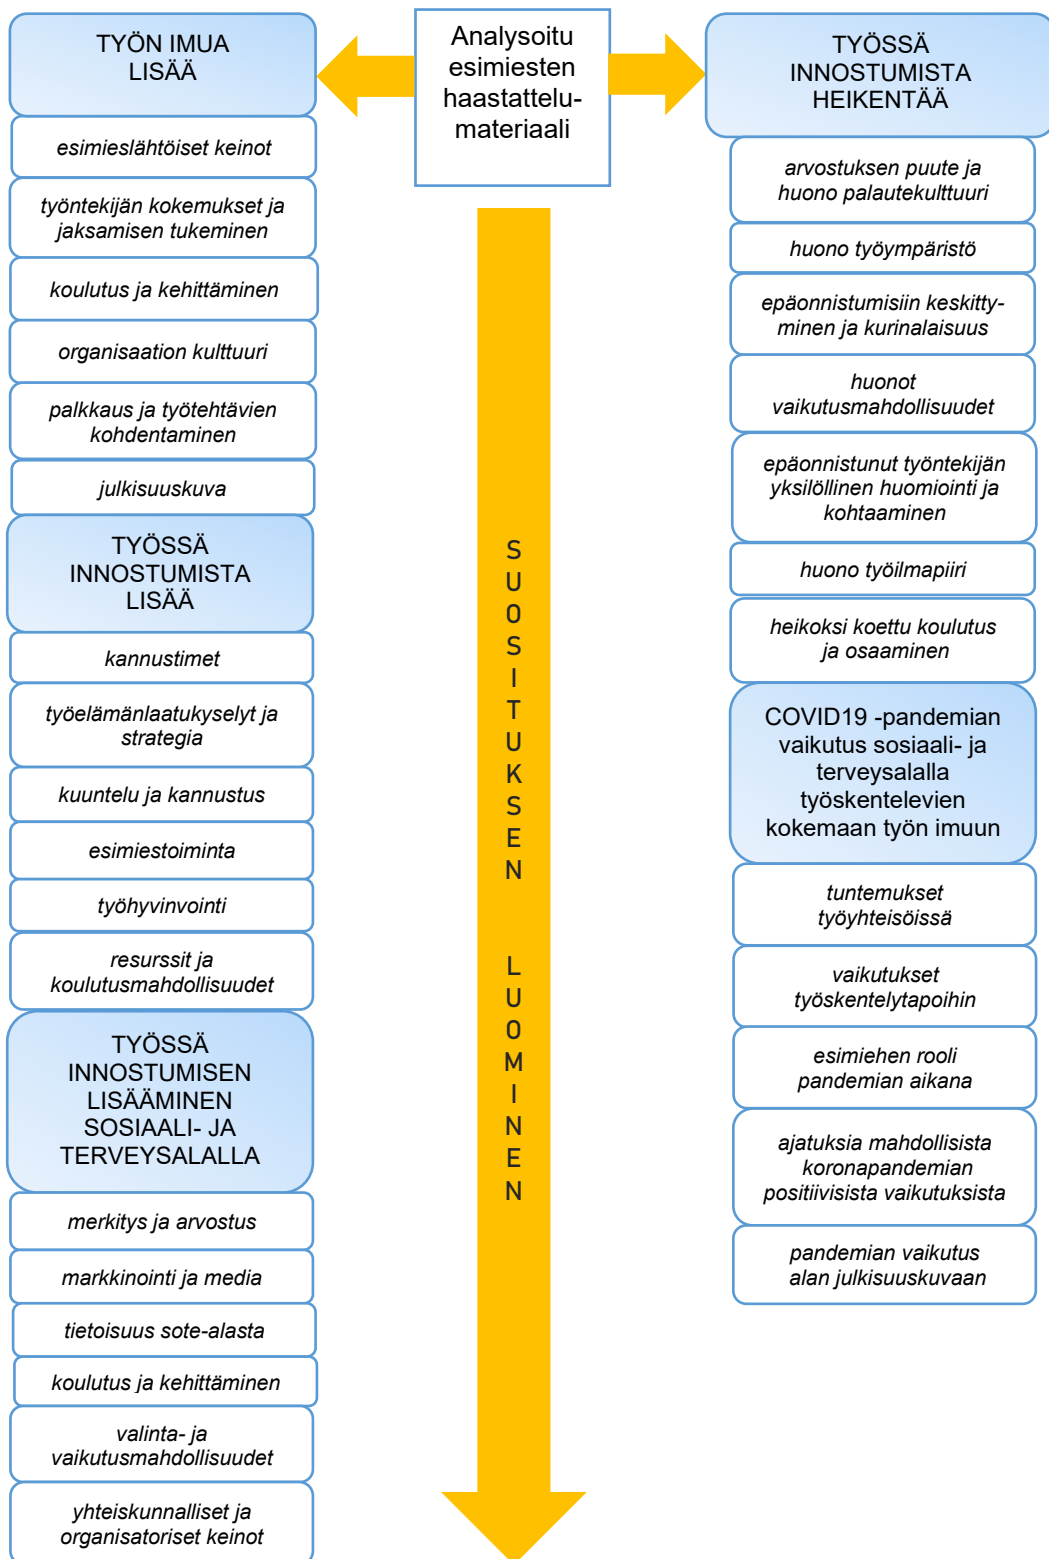 TYÖN IMUA
LISÄÄ
esimieslähtöiset keinot
työntekijän kokemukset ja
jaksamisen tukeminen
koulutus ja kehittäminen
organisaation kulttuuri
palkkaus ja työtehtävien
kohdentaminen
julkisuuskuva
TYÖSSÄ
INNOSTUMISTA
LISÄÄ
kannustimet
työelämänlaatukyselyt ja
strategia
kuuntelu ja kannustus
esimiestoiminta
työhyvinvointi
resurssit ja
koulutusmahdollisuudet
TYÖSSÄ
INNOSTUMISEN
LISÄÄMINEN
SOSIAALI- JA
TERVEYSALALLA
merkitys ja arvostus
markkinointi ja media
tietoisuus sote-alasta
koulutus ja kehittäminen
valinta- ja
vaikutusmahdollisuudet
yhteiskunnalliset ja
organisatoriset keinot
Analysoitu
esimiesten
haastattelu-
materiaali
SUOSITUKSEN LUOMINEN
TYÖSSÄ
INNOSTUMISTA
HEIKENTÄÄ
arvostuksen puute ja
huono palautekulttuuri
huono työympäristö
epäonnistumisiin keskitty-
minen ja kurinalaisuus
huonot
vaikutusmahdollisuudet
epäonnistunut työntekijän
yksilöllinen huomiointi ja
kohtaaminen
huono työilmapiiri
heikoksi koettu koulutus
ja osaaminen
COVID19 -pandemian
vaikutus sosiaali- ja
terveysalalla
työskentelevien
kokemaan työn imuun
tuntemukset
työyhteisöissä
vaikutukset
työskentelytapoihin
esimiehen rooli
pandemian aikana
ajatuksia mahdollisista
koronapandemian
positiivisista vaikutuksista
pandemian vaikutus
alan julkisuuskuvaan